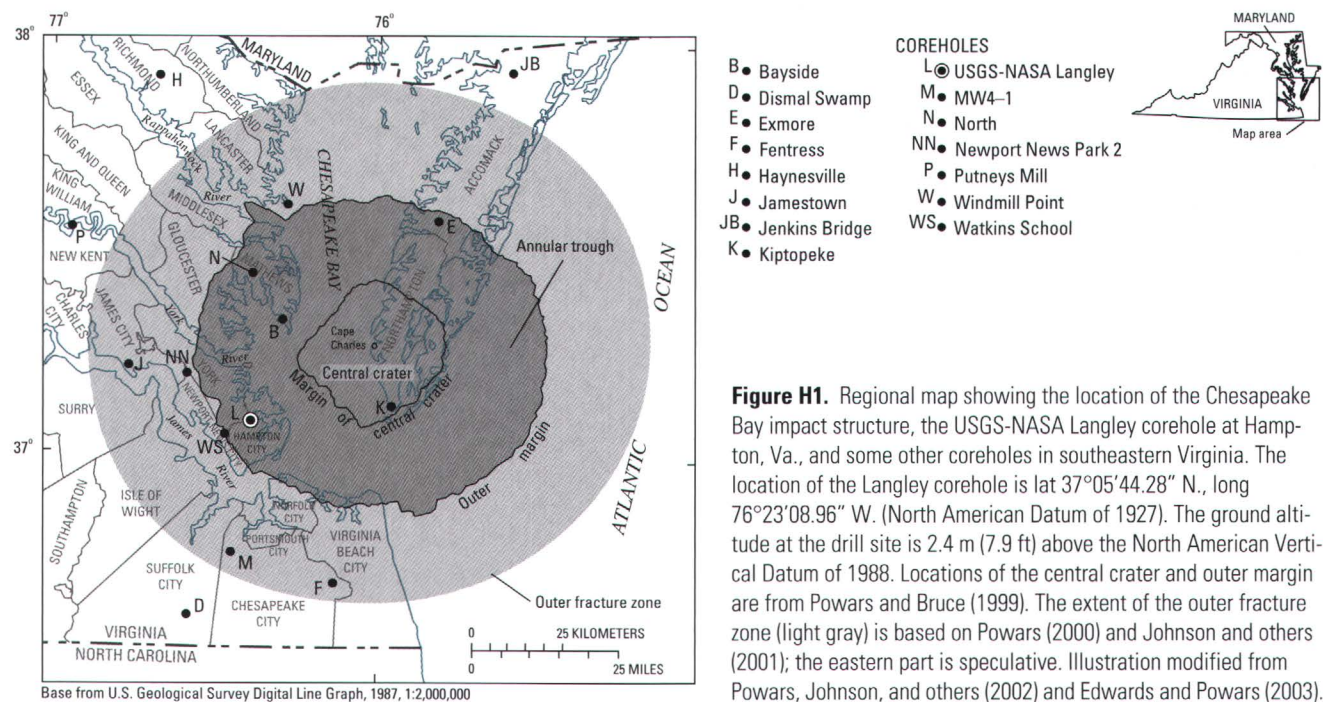 77°
76°
38°
37°
MARYLAND
RICHMOND
NORTHUMBERLAND
ESSEX
H
JB
Rappahannock
LANCASTER
KING AND QUEEN
KING
WILLIAM
River
MIDDLESEX
CHESAPEAKE BAY
ACCOMACK
W
E
P
NEW KENT
GLOUCESTER
N
MATHEWS
Annular trough
OCEAN
CHARLES
CITY
JAMES CITY
York
B
NORTHAMPTON
Cape
Charles
River
J
NN
YORK
Central crater
Margin of central crater
K
SURRY
NEWPORT
L
HAMPTON
CITY
WS
James
River
Outer
margin
ATLANTIC
ISLE OF
WIGHT
NORFOLK
CITY
PORTSMOUTH
CITY
VIRGINIA
BEACH
CITY
SOUTHAMPTON
M
SUFFOLK
CITY
F
D
CHESAPEAKE
CITY
Outer fracture zone
VIRGINIA
NORTH CAROLINA
0 25 KILOMETERS
0 25 MILES
Base from U.S. Geological Survey Digital Line Graph, 1987, 1:2,000,000
COREHOLES
B Bayside
D Dismal Swamp
E Exmore
F Fentress
H Haynesville
J Jamestown
JB Jenkins Bridge
K Kiptopeke
L USGS-NASA Langley
M MW4–1
N North
NN Newport News Park 2
P Putneys Mill
W Windmill Point
WS Watkins School
MARYLAND
VIRGINIA
Map area
Figure H1. Regional map showing the location of the Chesapeake
Bay impact structure, the USGS-NASA Langley corehole at Hamp-
ton, Va., and some other coreholes in southeastern Virginia. The
location of the Langley corehole is lat 37°05′44.28″ N., long
76°23′08.96″ W. (North American Datum of 1927). The ground alti-
tude at the drill site is 2.4 m (7.9 ft) above the North American Verti-
cal Datum of 1988. Locations of the central crater and outer margin
are from Powars and Bruce (1999). The extent of the outer fracture
zone (light gray) is based on Powars (2000) and Johnson and others
(2001); the eastern part is speculative. Illustration modified from
Powars, Johnson, and others (2002) and Edwards and Powars (2003).